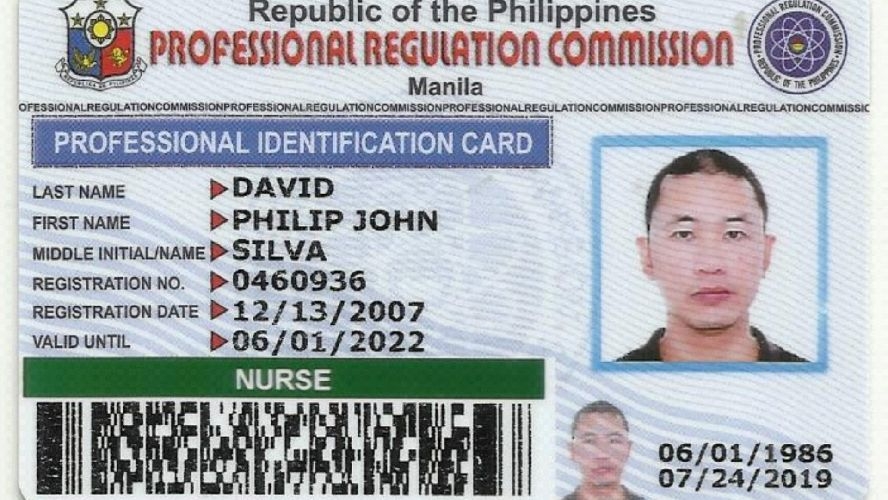 Republic of the Philippines
PROFESSIONAL REGULATION COMMISSION
Manila
OFESSIONALREGULATIONCOMMISSIONPROFESSIONALREGULATIONCOMMISSIONPROFESSIONALREGULATIONCOMMISSIO
PROFESSIONAL IDENTIFICATION CARD
LAST NAME DAVID
FIRST NAME PHILIP JOHN
MIDDLE INITIAL/NAME SILVA
REGISTRATION NO. 0460936
REGISTRATION DATE 12/13/2007
VALID UNTIL 06/01/2022
NURSE
06/01/1986
07/24/2019
PROFESSIONAL REGULATION COMMISSION
REPUBLIC OF THE PHILIPPINES